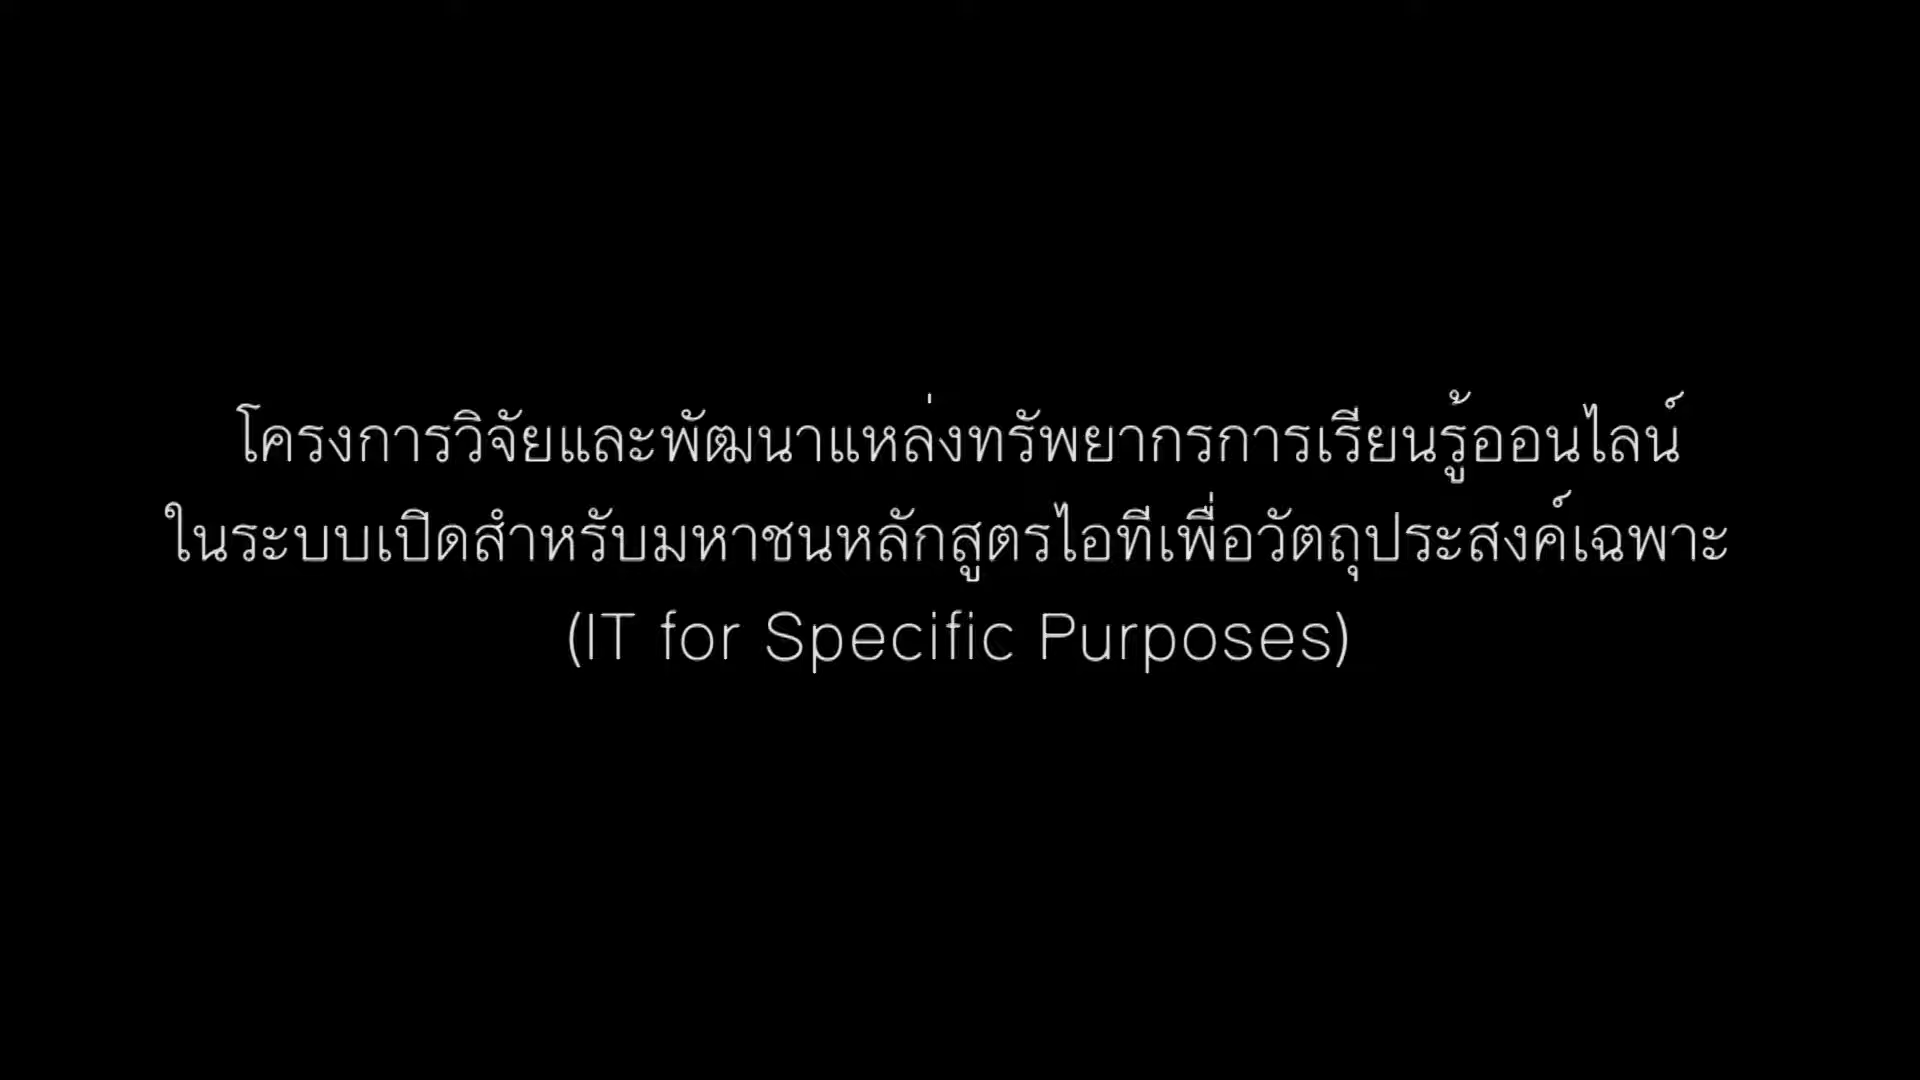 โครงการวิจัยและพัฒนาแหล่งทรัพยากรการเรียนรู้ออนไลน์
ในระบบเปิดสำหรับมหาชนหลักสูตรไอทีเพื่อวัตถุประสงค์เฉพาะ
(IT for Specific Purposes)